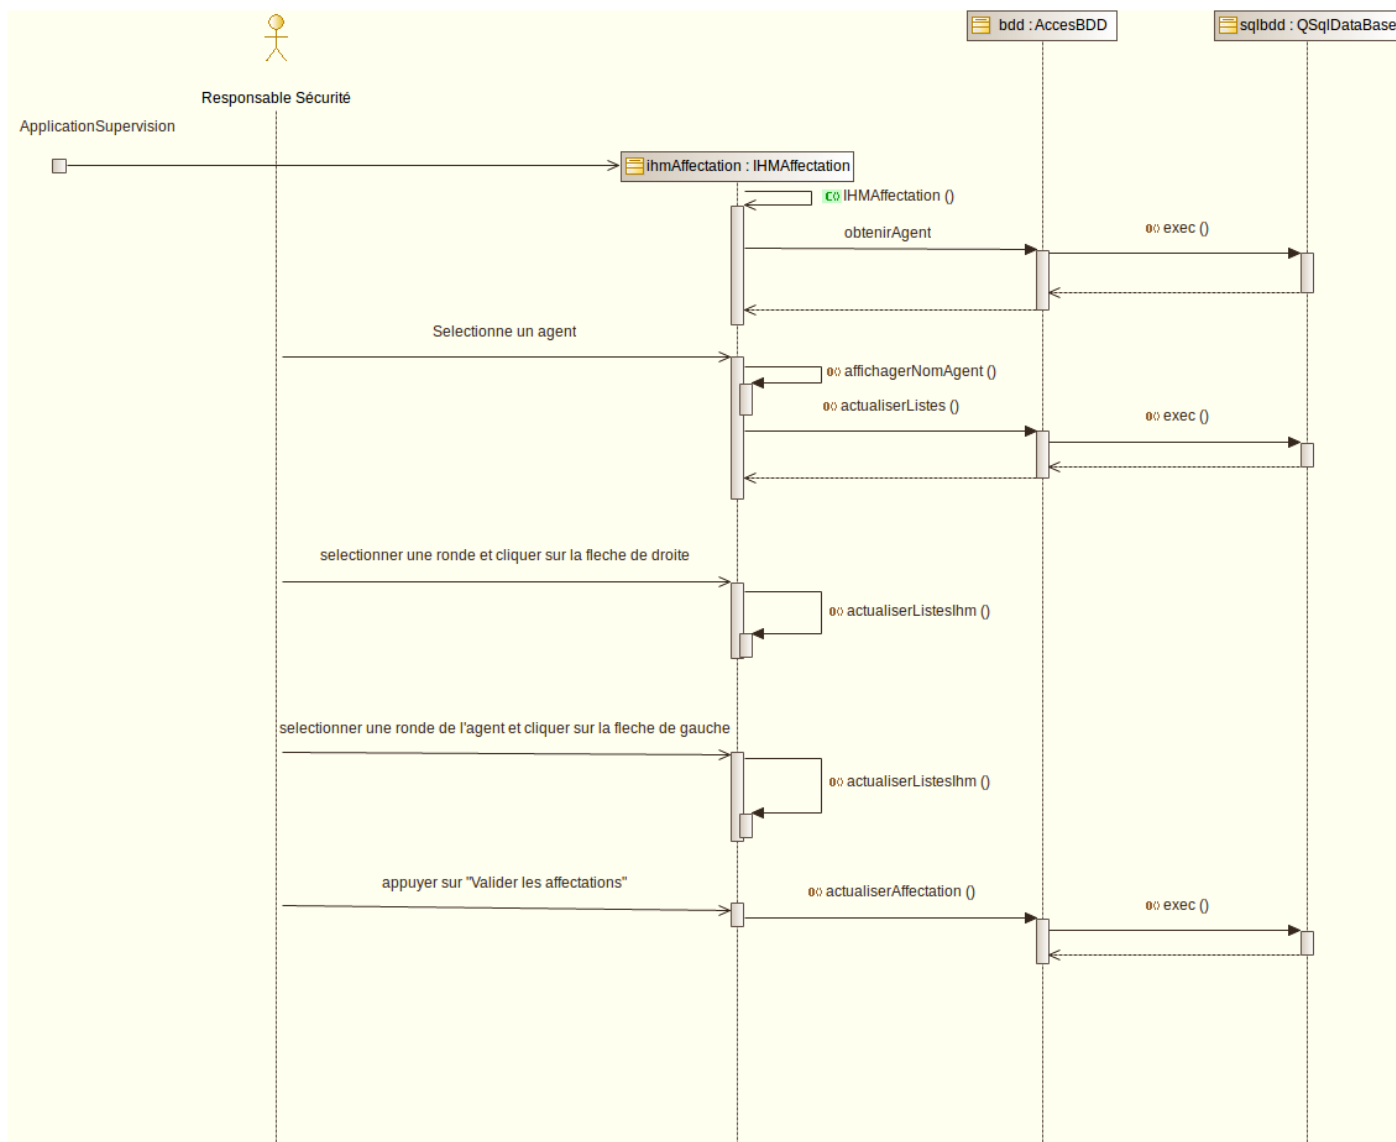 bdd : AccesBDD
sqlbdd : QSqlDataBase
Responsable Sécurité
ApplicationSupervision
ihmAffectation : IHMAffectation
IHMAffectation ()
obtenirAgent
exec ()
Selectionne un agent
affichagerNomAgent ()
actualiserListes ()
exec ()
selectionner une ronde et cliquer sur la fleche de droite
actualiserListesIhm ()
selectionner une ronde de l'agent et cliquer sur la fleche de gauche
actualiserListesIhm ()
appuyer sur "Valider les affectations"
actualiserAffectation ()
exec ()